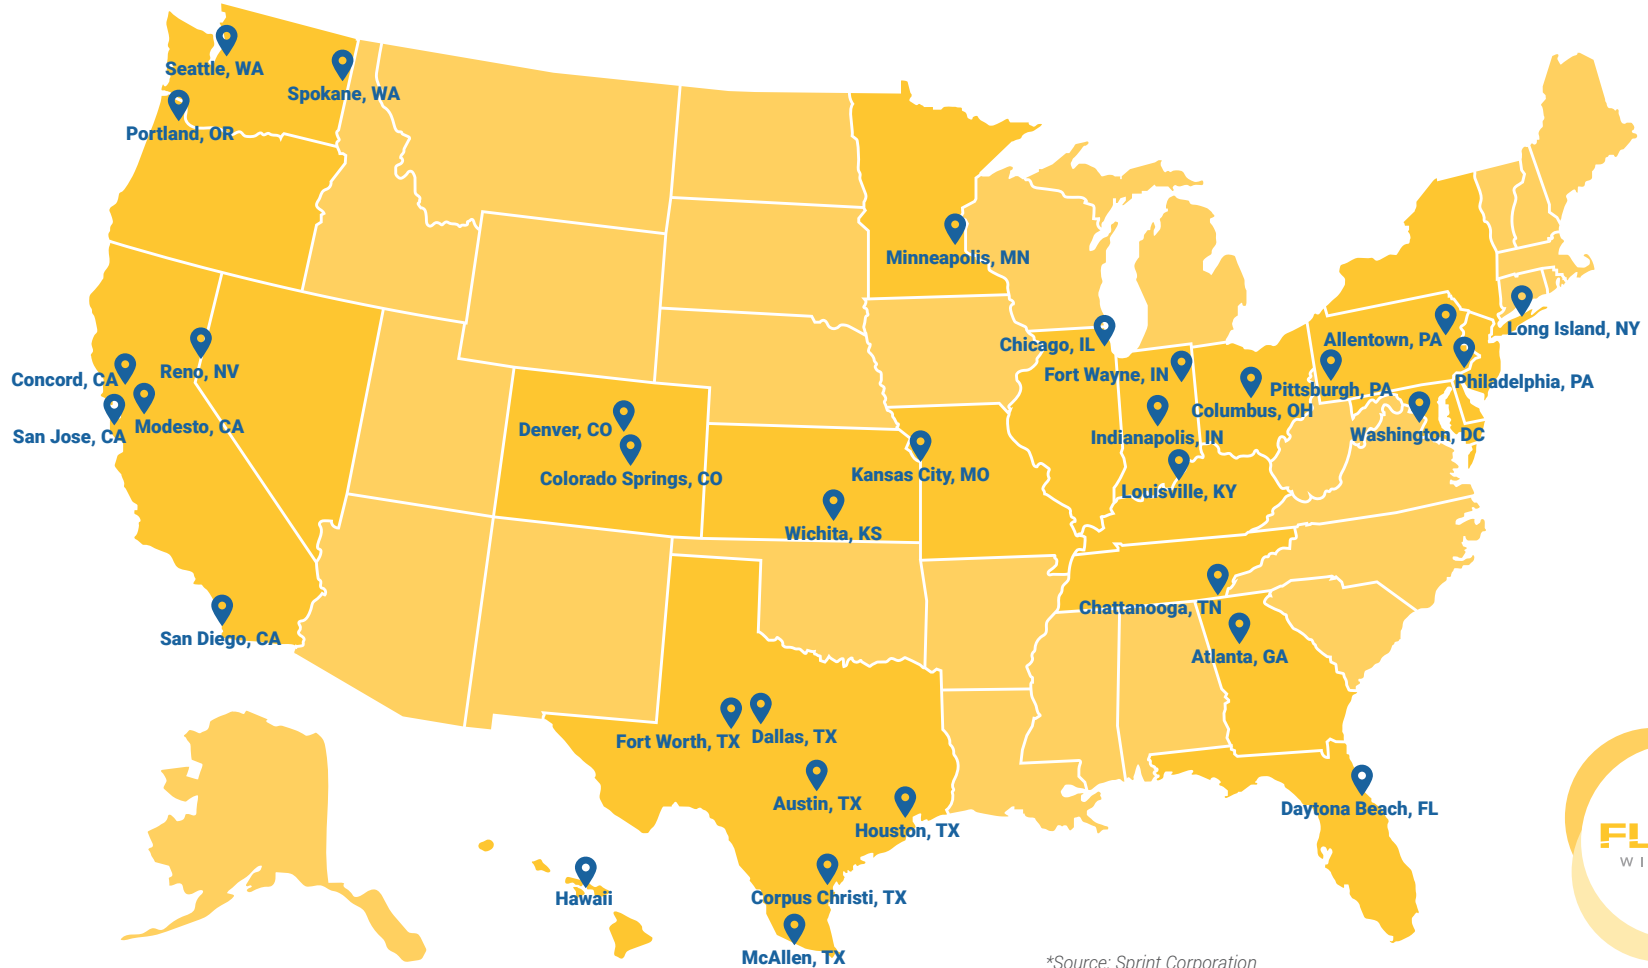 Seattle, WA
Spokane, WA
Portland, OR
Minneapolis, MN
Long Island, NY
Chicago, IL
Allentown, PA
Reno, NV
Concord, CA
Fort Wayne, IN
Pittsburgh, PA
Philadelphia, PA
Columbus, OH
Modesto, CA
San Jose, CA
Denver, CO
Indianapolis, IN
Washington, DC
Colorado Springs, CO
Kansas City, MO
Louisville, KY
Wichita, KS
Chattanooga, TN
San Diego, CA
Atlanta, GA
Fort Worth, TX
Dallas, TX
Austin, TX
Daytona Beach, FL
Houston, TX
FL
WI
Hawaii
Corpus Christi, TX
McAllen, TX
*Source: Sprint Corporation